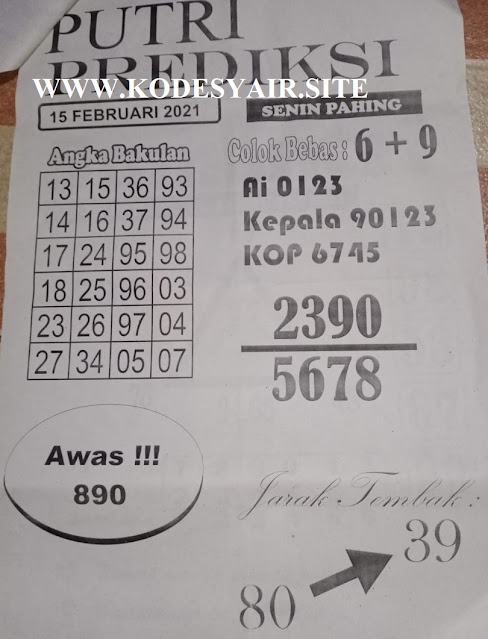 PUTRI
PREDIKSI
WWW.KODESYAIR.SITE
15 FEBRUARI 2021
SENIN PAHING
Angka Bakulan
13 15 36 93
14 16 37 94
17 24 95 98
18 25 96 03
23 26 97 04
27 34 05 07
Colok Bebas : 6 + 9
Ai 0123
Kepala 90123
KOP 6745
2390
5678
Awas !!!
890
Jarak Tembak :
80
39